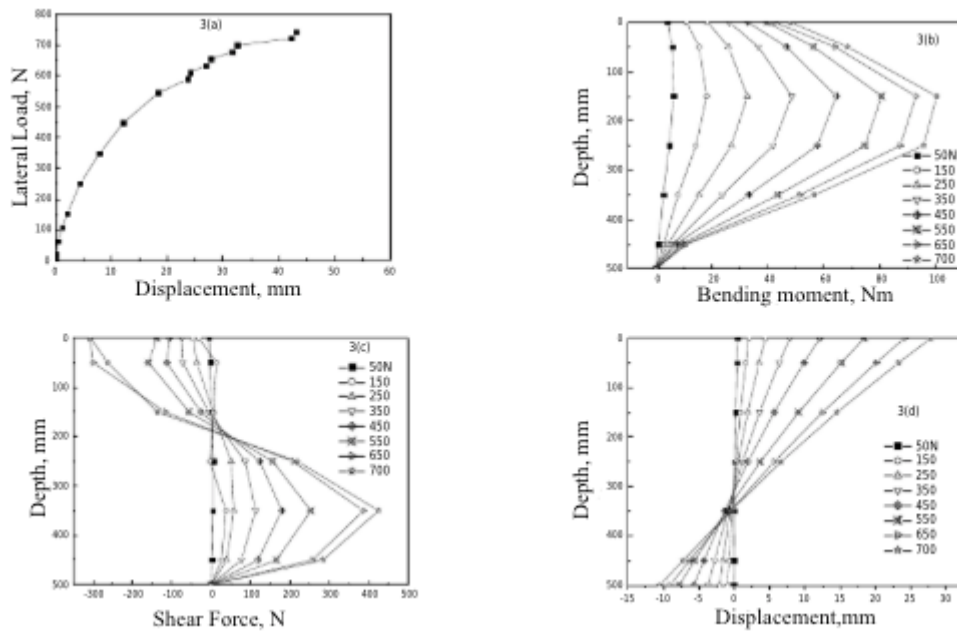 3(a)
800
700
600
500
400
300
200
100
0
0 10 20 30 40 50 60
Lateral Load, N
Displacement, mm
3(b)
0
100
200
300
400
500
0 20 40 60 80 100
Depth, mm
Bending moment, Nm
50N
150
250
350
450
550
650
700
3(c)
0
100
200
300
400
500
-300 -200 -100 0 100 200 300 400 500
Depth, mm
Shear Force, N
50N
150
250
350
450
550
650
700
3(d)
0
100
200
300
400
500
-15 -10 -5 0 5 10 15 20 25 30
Depth, mm
Displacement,mm
50N
150
250
350
450
550
650
700